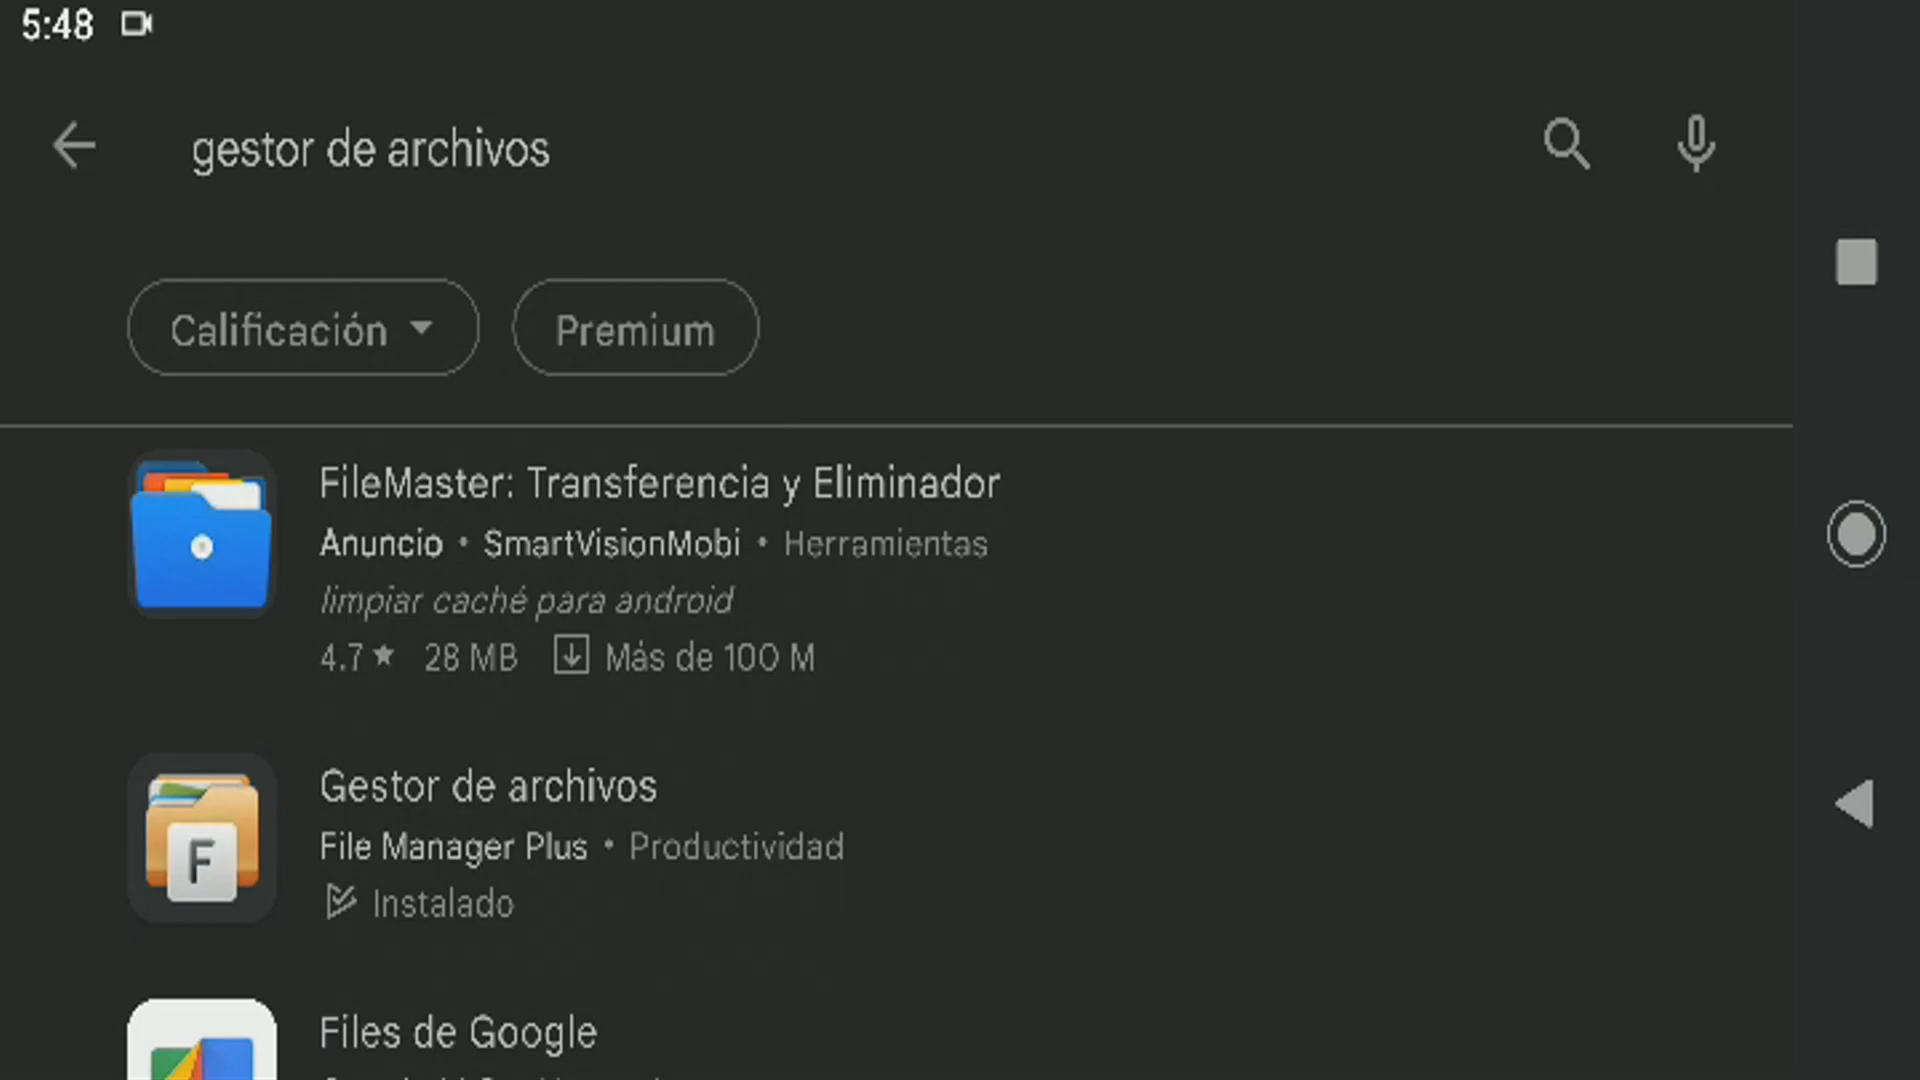 5:48
gestor de archivos
Calificación
Premium
FileMaster: Transferencia y Eliminador
Anuncio • SmartVisionMobi • Herramientas
limpiar caché para android
4.7★ 28 MB Más de 100 M
Gestor de archivos
File Manager Plus • Productividad
Instalado
F
Files de Google